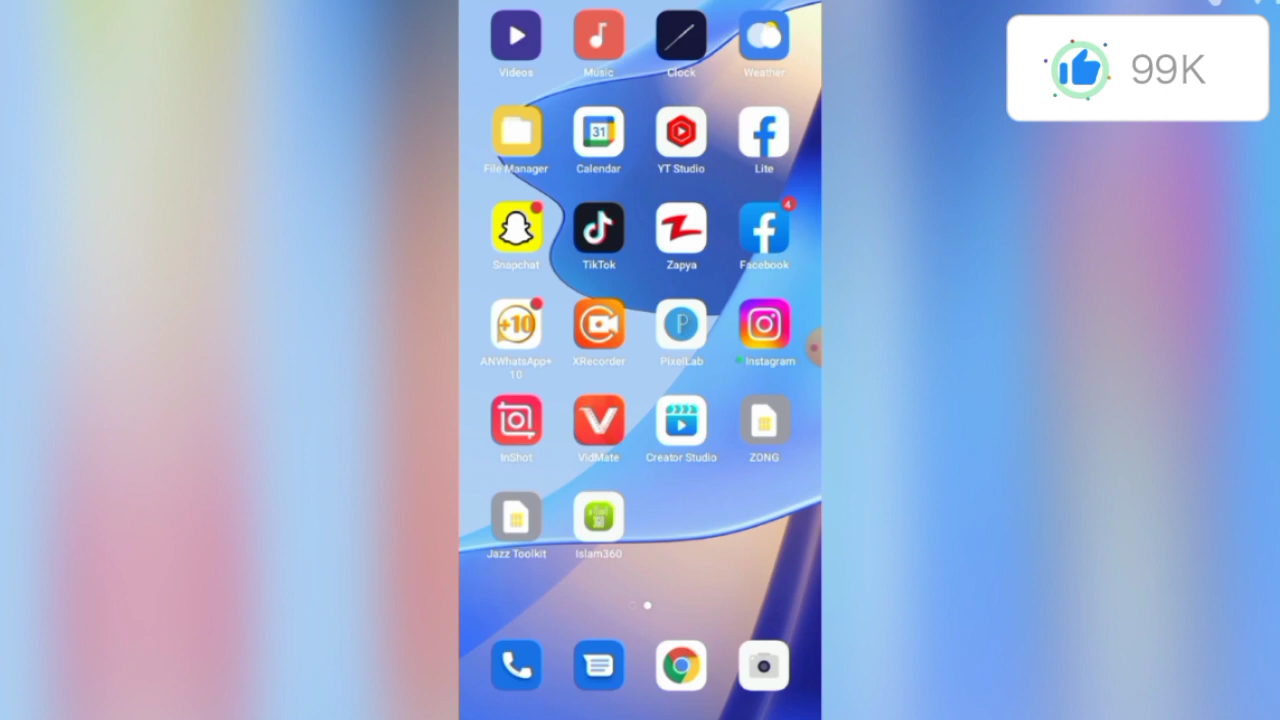 99K
Videos
Music
Clock
Weather
31
File Manager
Calendar
YT Studio
Lite
4
Snapchat
TikTok
Zapya
Facebook
+10
P
ANWhatsApp+
10
XRecorder
PixelLab
Instagram
InShot
VidMate
Creator Studio
ZONG
Jazz Toolkit
Islam360